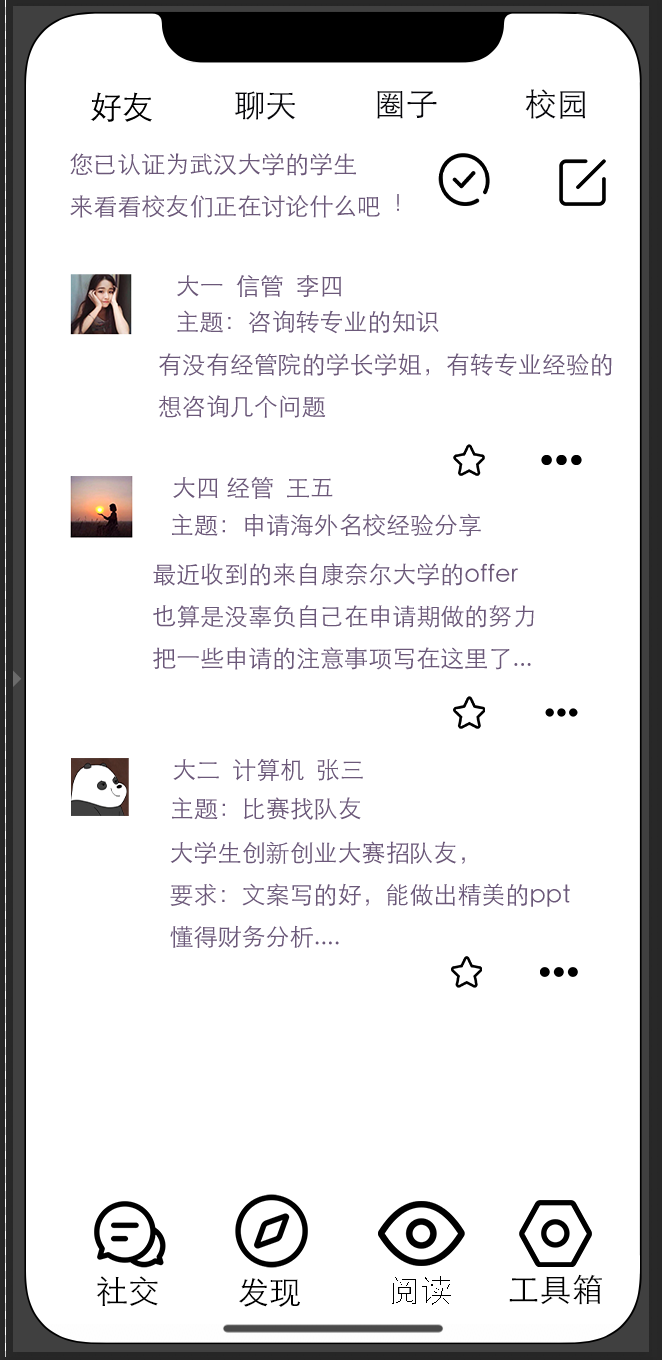 好友 聊天 圈子 校园
您已认证为武汉大学的学生
来看看校友们正在讨论什么吧 ！
大一 信管 李四
主题：咨询转专业的知识
有没有经管院的学长学姐，有转专业经验的
想咨询几个问题
大四 经管 王五
主题：申请海外名校经验分享
最近收到的来自康奈尔大学的offer
也算是没辜负自己在申请期做的努力
把一些申请的注意事项写在这里了...
大二 计算机 张三
主题：比赛找队友
大学生创新创业大赛招队友，
要求：文案写的好，能做出精美的ppt
懂得财务分析....
社交 发现 阅读 工具箱